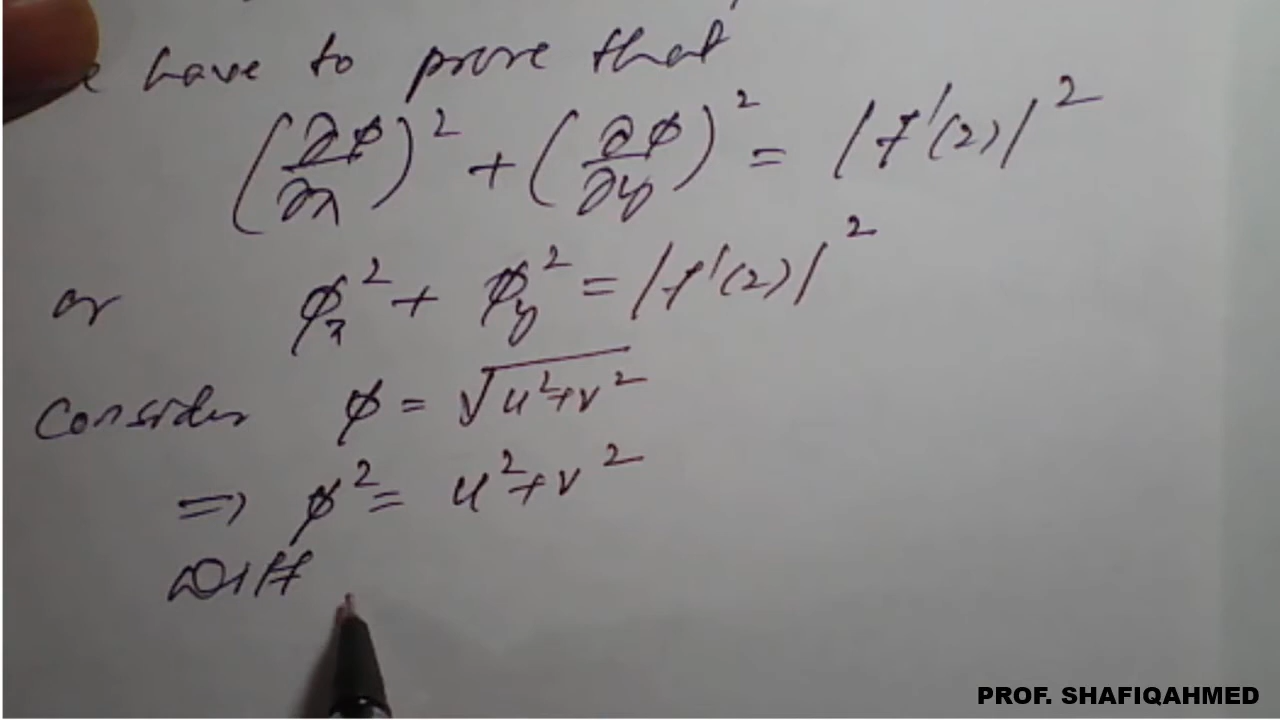 have to prove that
(∂φ/∂x)² + (∂φ/∂y)² = |f'(z)|²
or φₓ² + φᵧ² = |f'(z)|²
Consider φ = √u²+v²
⇒ φ² = u²+v²
Diff
PROF. SHAFIQAHMED